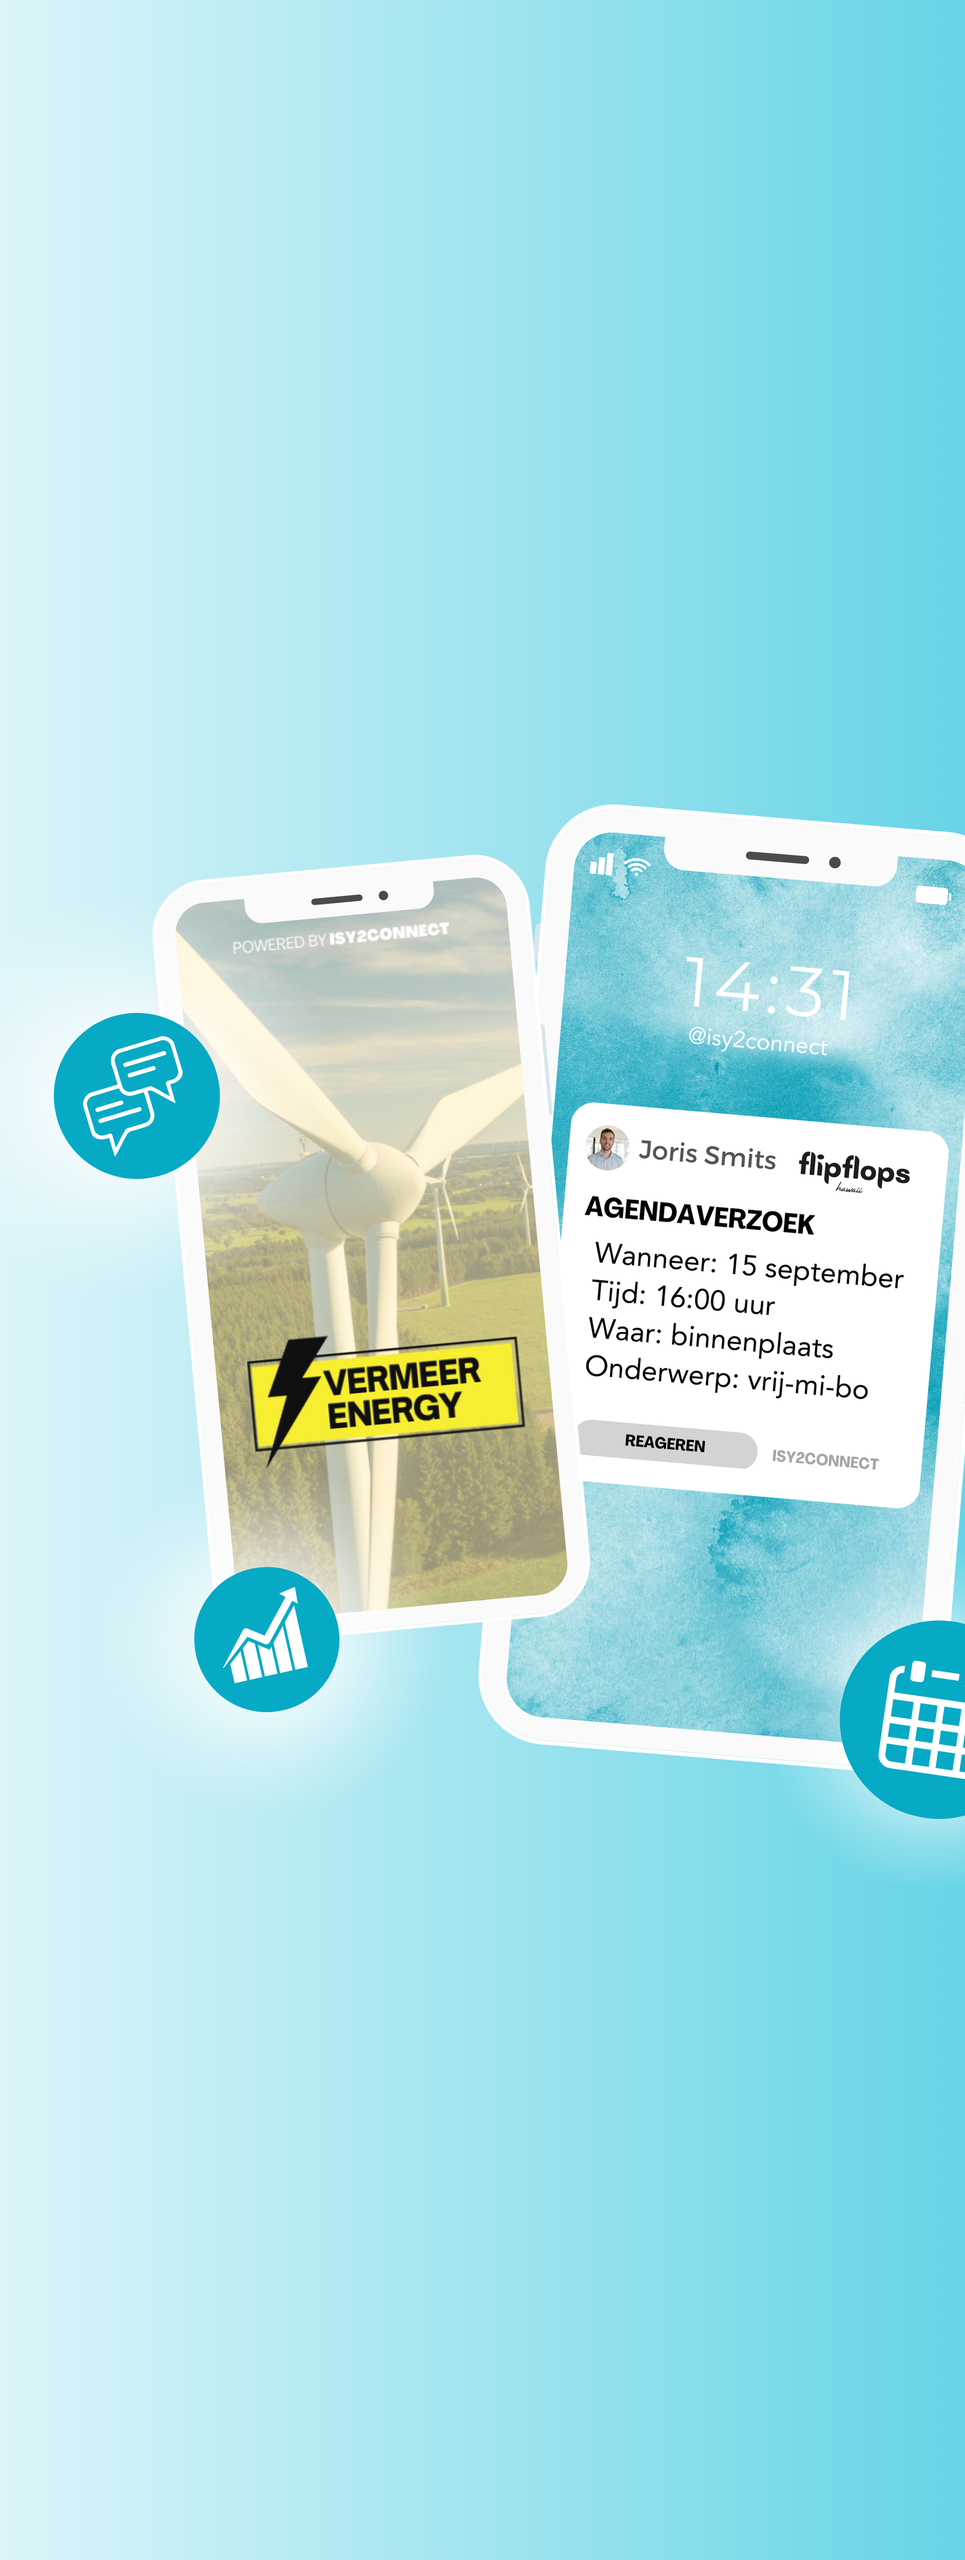 POWERED BY ISY2CONNECT
VERMEER
ENERGY
14:31
@isy2connect
Joris Smits
flipflops
hawaii
AGENDAVERZOEK
Wanneer: 15 september
Tijd: 16:00 uur
Waar: binnenplaats
Onderwerp: vrij-mi-bo
REAGEREN
ISY2CONNECT